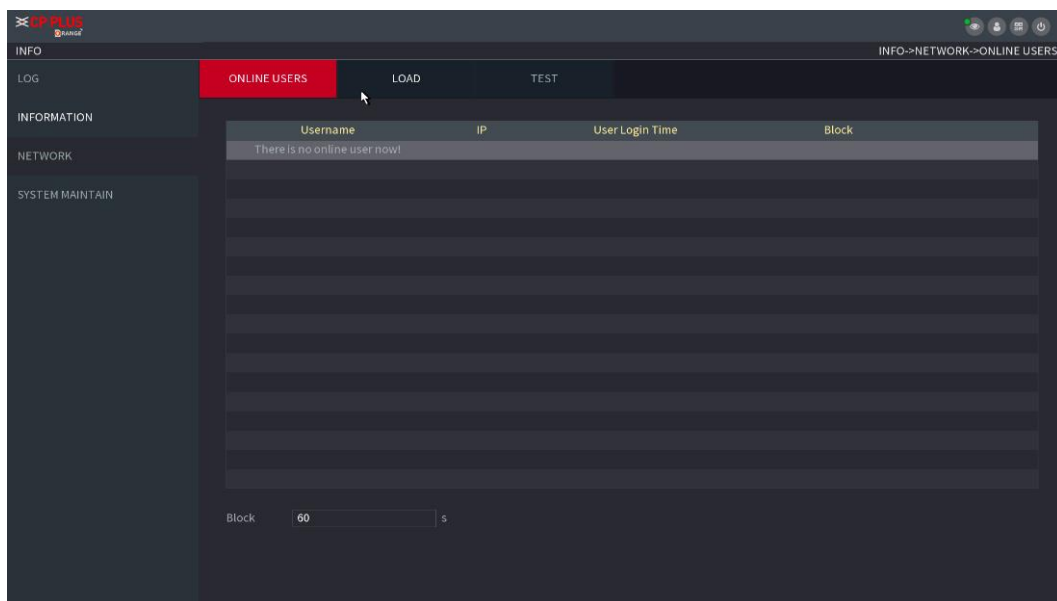 CP PLUS
ORANGE
INFO INFO->NETWORK->ONLINE USERS
LOG
INFORMATION
NETWORK
SYSTEM MAINTAIN
ONLINE USERS LOAD TEST
Username IP User Login Time Block
There is no online user now!
Block 60 s